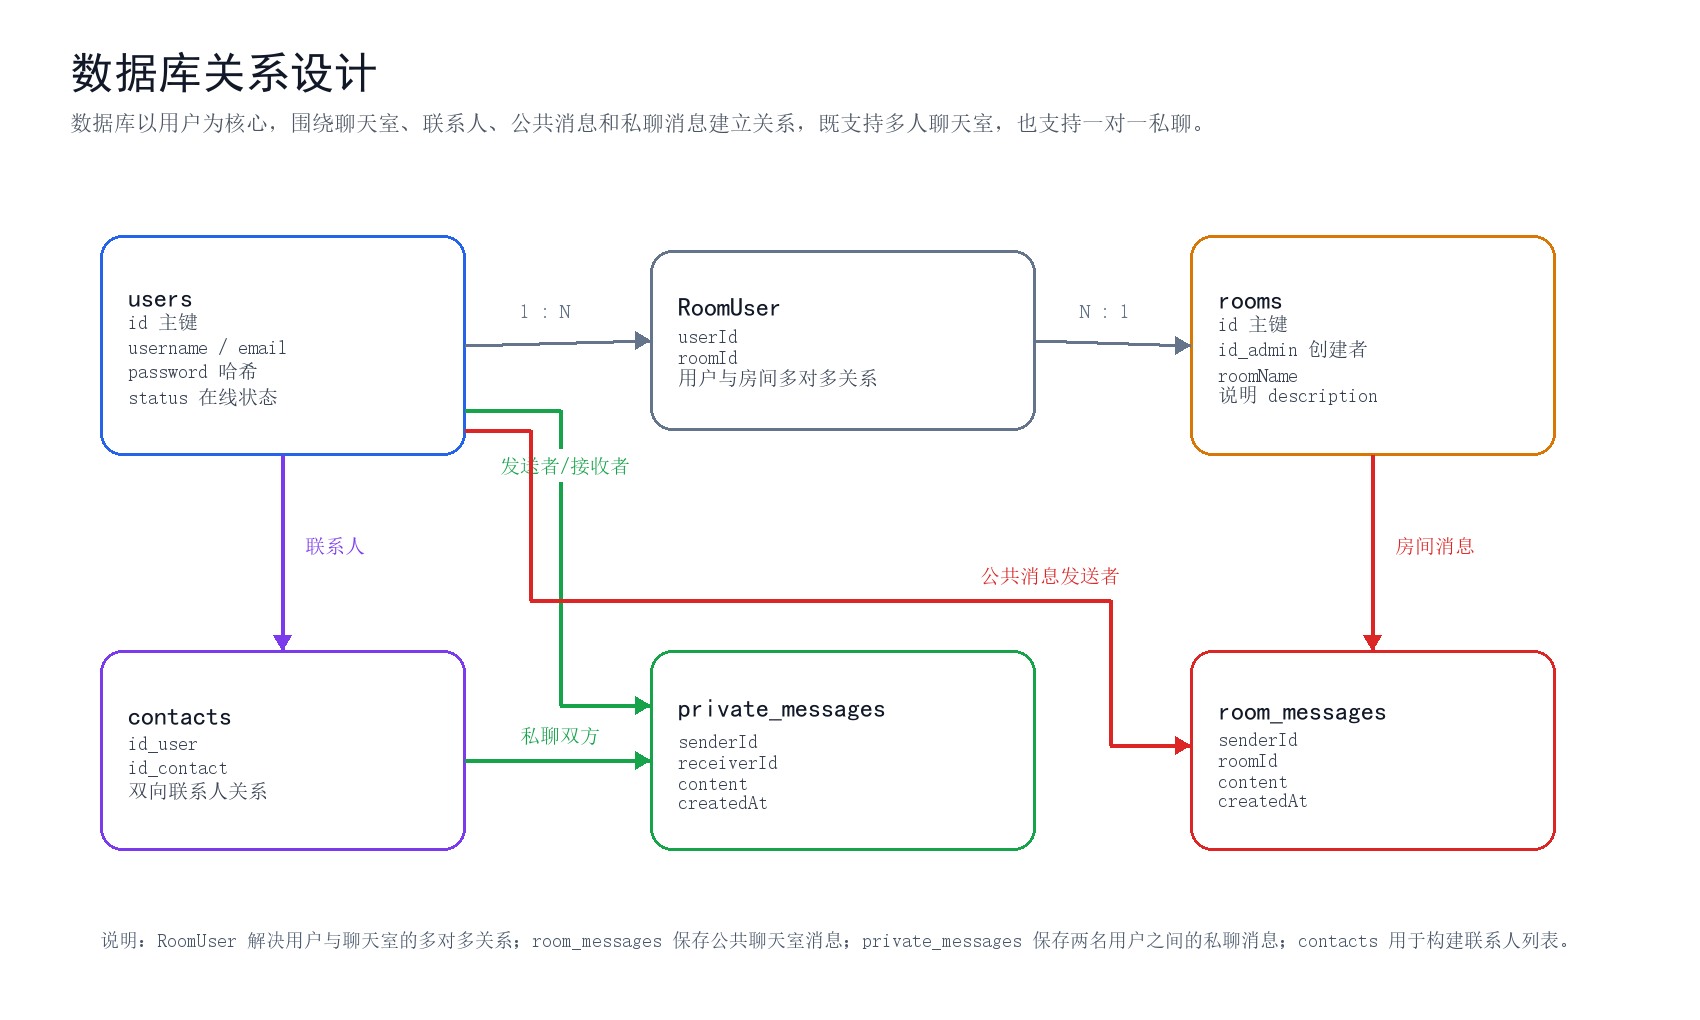 数据库关系设计
数据库以用户为核心，围绕聊天室、联系人、公共消息和私聊消息建立关系，既支持多人聊天室，也支持一对一私聊。
users
id 主键
username / email
password 哈希
status 在线状态
1 : N
RoomUser
userId
roomId
用户与房间多对多关系
N : 1
rooms
id 主键
id_admin 创建者
roomName
说明 description
发送者/接收者
联系人
公共消息发送者
房间消息
contacts
id_user
id_contact
双向联系人关系
私聊双方
private_messages
senderId
receiverId
content
createdAt
room_messages
senderId
roomId
content
createdAt
说明：RoomUser 解决用户与聊天室的多对多关系；room_messages 保存公共聊天室消息；private_messages 保存两名用户之间的私聊消息；contacts 用于构建联系人列表。